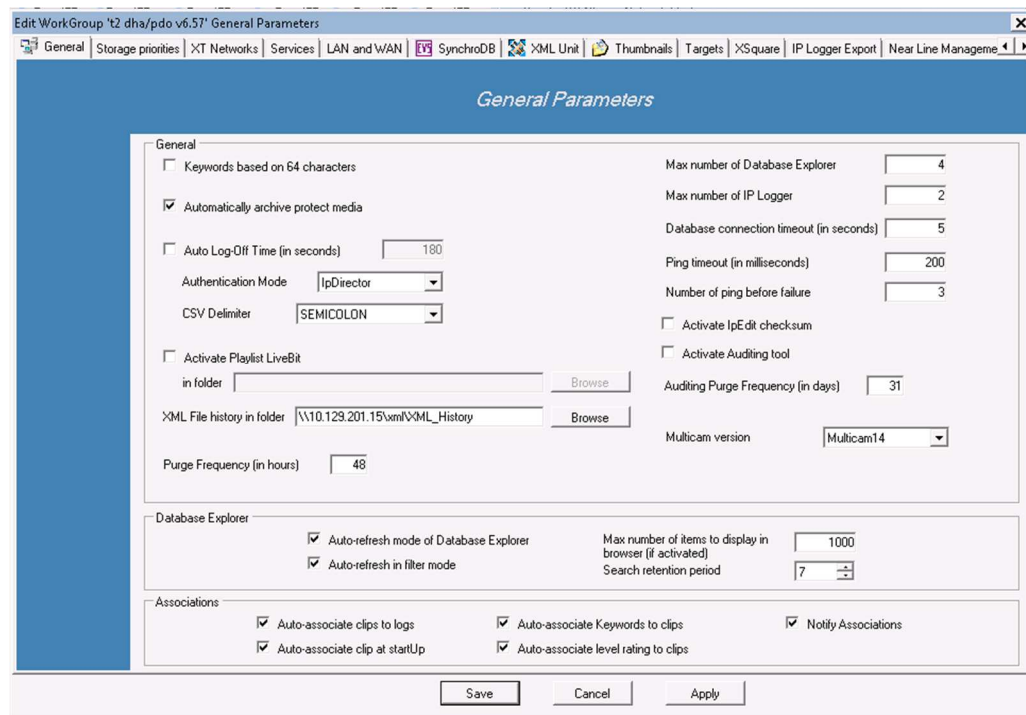 Edit WorkGroup 't2 dha/pdo v6.57' General Parameters
General Storage priorities XT Networks Services LAN and WAN EVS SynchroDB XML Unit Thumbnails Targets XSquare IP Logger Export Near Line Manageme
General Parameters
General
Keywords based on 64 characters
Automatically archive protect media
Auto Log-Off Time (in seconds) 180
Authentication Mode IpDirector
CSV Delimiter SEMICOLON
Activate Playlist LiveBit
in folder Browse
XML File history in folder \\10.129.201.15\xml\XML_History Browse
Purge Frequency (in hours) 48
Max number of Database Explorer 4
Max number of IP Logger 2
Database connection timeout (in seconds) 5
Ping timeout (in milliseconds) 200
Number of ping before failure 3
Activate IpEdit checksum
Activate Auditing tool
Auditing Purge Frequency (in days) 31
Multicam version Multicam14
Database Explorer
Auto-refresh mode of Database Explorer
Auto-refresh in filter mode
Max number of items to display in
browser (if activated) 1000
Search retention period 7
Associations
Auto-associate clips to logs Auto-associate Keywords to clips Notify Associations
Auto-associate clip at startUp Auto-associate level rating to clips
Save Cancel Apply